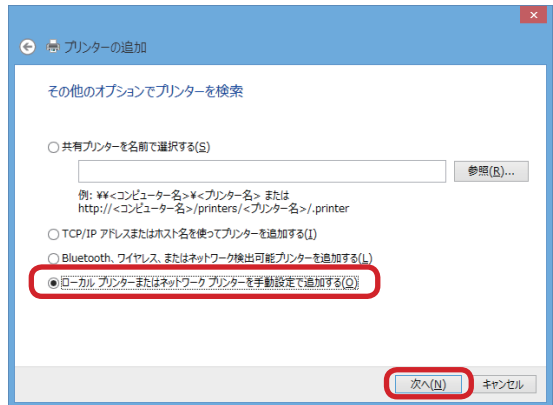 プリンターの追加
その他のオプションでプリンターを検索
共有プリンターを名前で選択する(S)
参照(R)...
例: ¥¥<コンピューター名>¥<プリンター名> または
http://<コンピューター名>/printers/<プリンター名>/.printer
TCP/IP アドレスまたはホスト名を使ってプリンターを追加する(I)
Bluetooth、ワイヤレス、またはネットワーク検出可能プリンターを追加する(L)
ローカル プリンターまたはネットワーク プリンターを手動設定で追加する(O)
次へ(N)
キャンセル